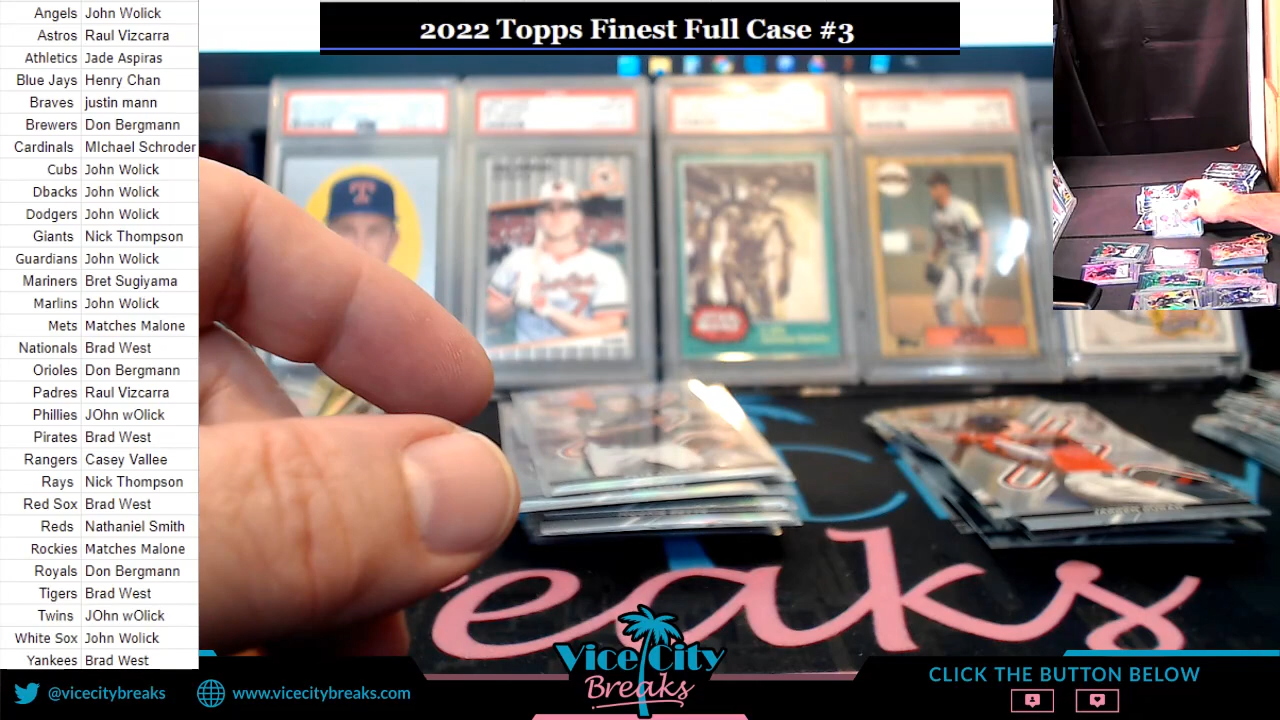 2022 Topps Finest Full Case #3
Angels John Wolick
Astros Raul Vizcarra
Athletics Jade Aspiras
Blue Jays Henry Chan
Braves justin mann
Brewers Don Bergmann
Cardinals MIchael Schroder
Cubs John Wolick
Dbacks John Wolick
Dodgers John Wolick
Giants Nick Thompson
Guardians John Wolick
Mariners Bret Sugiyama
Marlins John Wolick
Mets Matches Malone
Nationals Brad West
Orioles Don Bergmann
Padres Raul Vizcarra
Phillies JOhn wOlick
Pirates Brad West
Rangers Casey Vallee
Rays Nick Thompson
Red Sox Brad West
Reds Nathaniel Smith
Rockies Matches Malone
Royals Don Bergmann
Tigers Brad West
Twins JOhn wOlick
White Sox John Wolick
Yankees Brad West
T
STAR WARS
eaks
Vice City
Breaks
@vicecitybreaks
www.vicecitybreaks.com
CLICK THE BUTTON BELOW